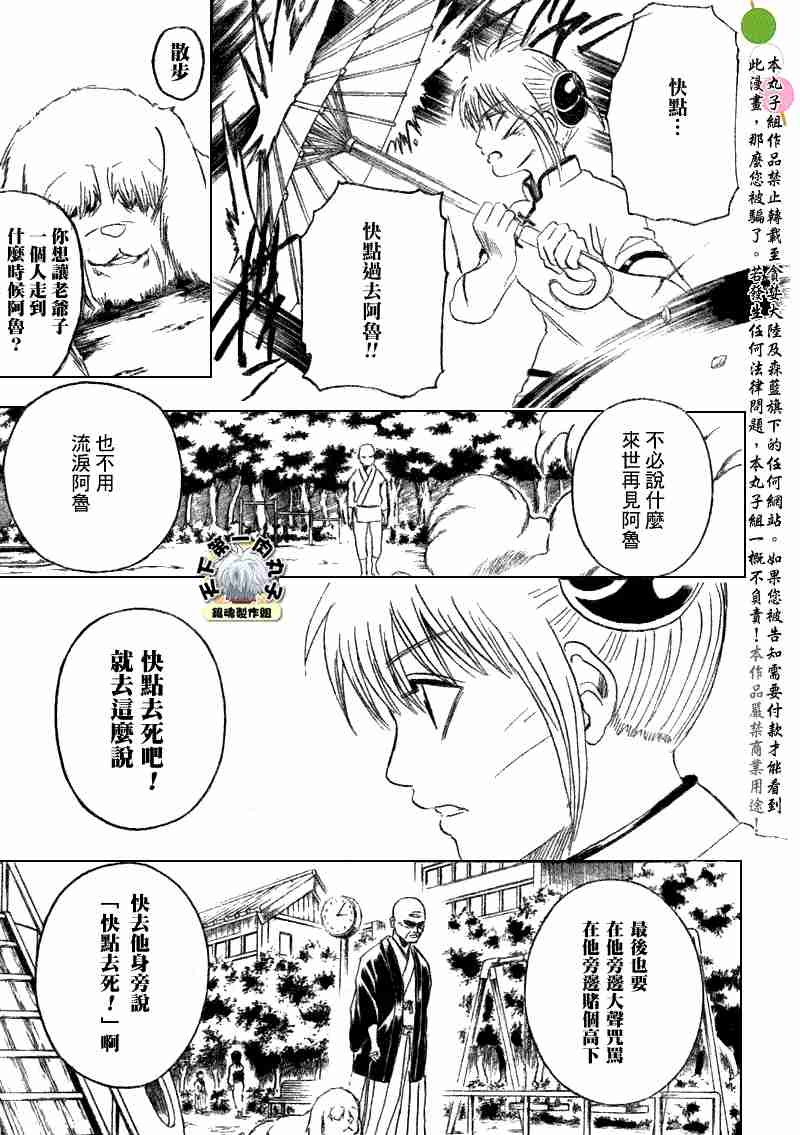 快點⋯
快點過去阿魯!!
散步
你想讓老爺子
一個人走到
什麼時候阿魯?
不必說什麼
來世再見阿魯
也不用
流淚阿魯
快點去死吧!
就去這麼說
最後也要
在他旁邊大聲咒罵
在他旁邊賭個高下
快去他身旁說
「快點去死!」啊
天下第一肉丸子
銀魂製作組
本丸子組作品禁止轉載至貪婪大陸及森藍旗下的任何網站。如果您被告知需要付款才能看到
此漫畫,那麼您被騙了。若發生任何法律問題,本丸子組一概不負責!本作品嚴禁商業用途!